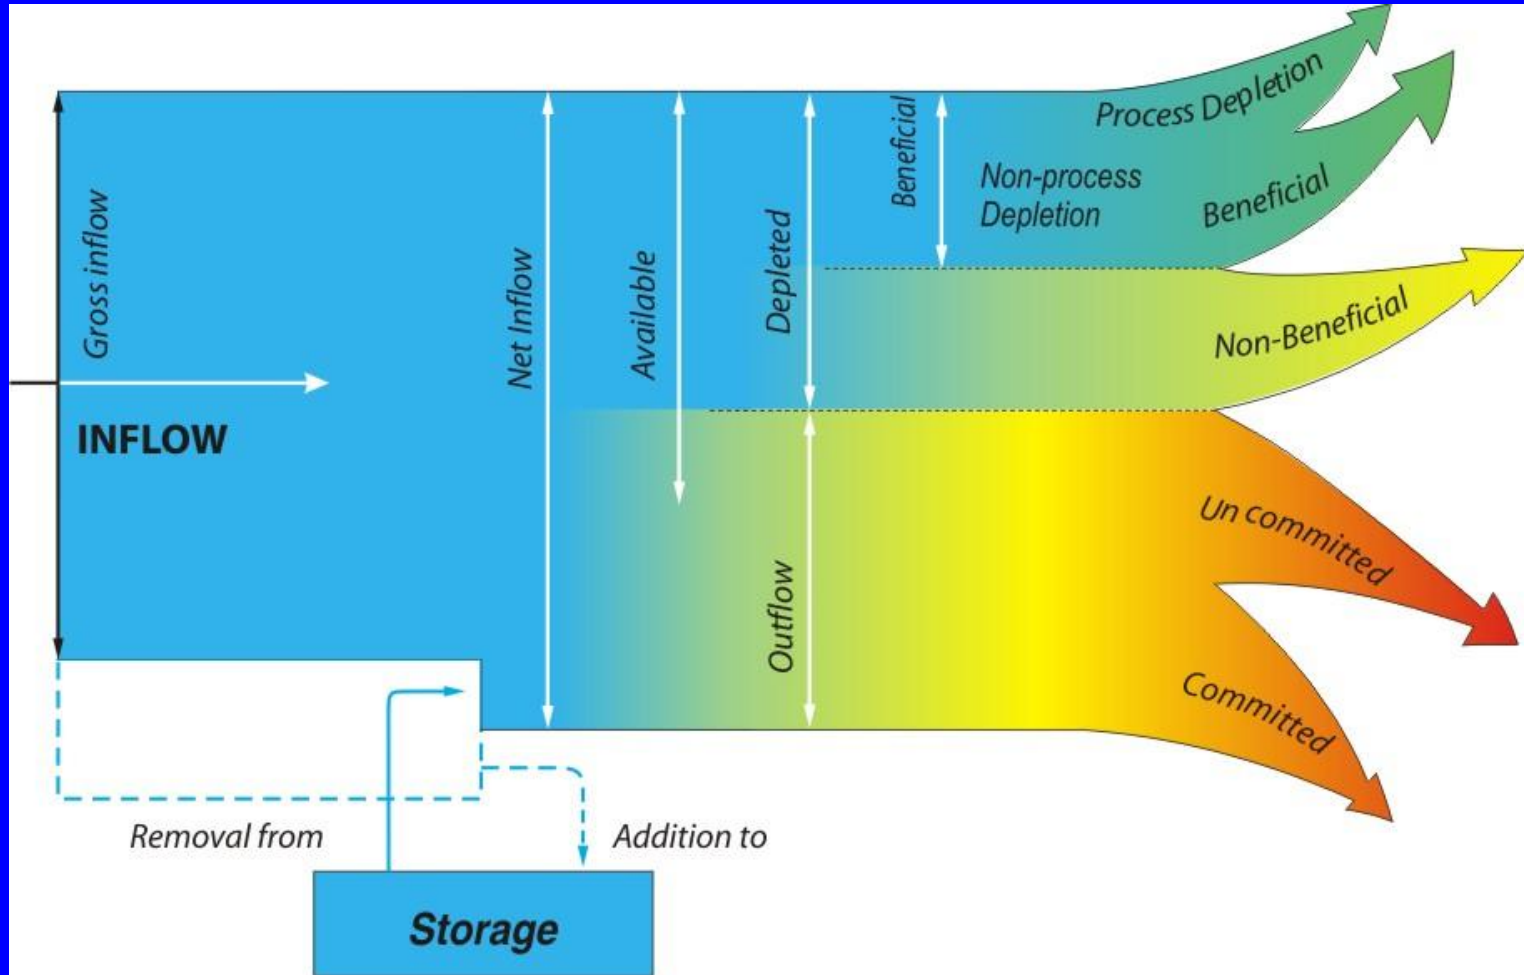 Gross inflow
INFLOW
Net Inflow
Available
Depleted
Outflow
Beneficial
Non-process
Depletion
Process Depletion
Beneficial
Non-Beneficial
Un committed
Committed
Removal from
Addition to
Storage